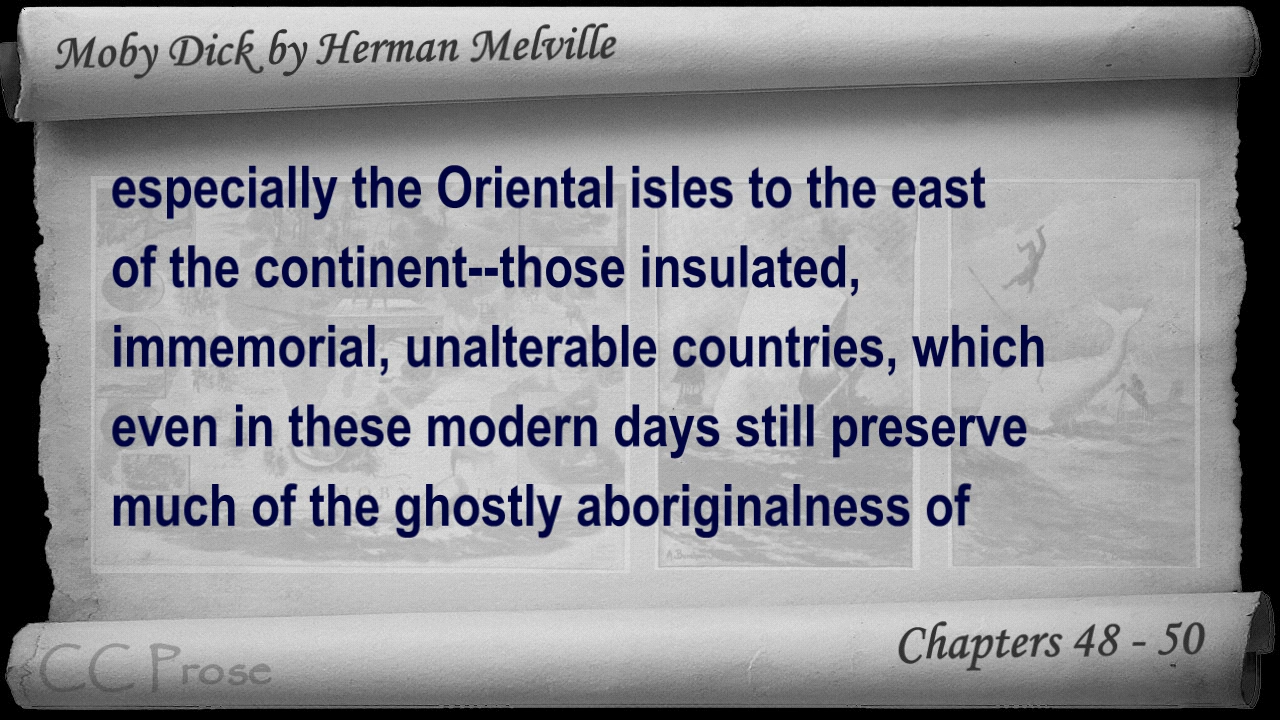 Moby Dick by Herman Melville
especially the Oriental isles to the east
of the continent--those insulated,
immemorial, unalterable countries, which
even in these modern days still preserve
much of the ghostly aboriginalness of
Chapters 48 - 50
CC Prose